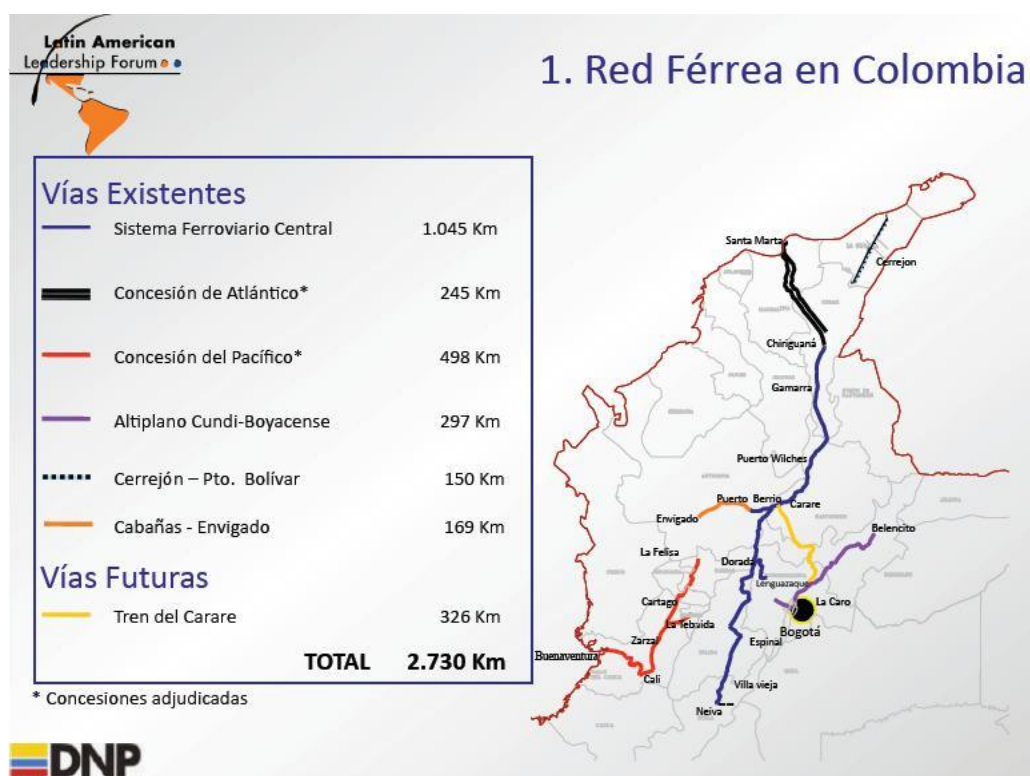 Latin American
Leadership Forum
1. Red Férrea en Colombia
Vías Existentes
Sistema Ferroviario Central 1.045 Km
Concesión de Atlántico* 245 Km
Concesión del Pacífico* 498 Km
Altiplano Cundi-Boyacense 297 Km
Cerrejón – Pto. Bolívar 150 Km
Cabañas - Envigado 169 Km
Vías Futuras
Tren del Carare 326 Km
TOTAL 2.730 Km
* Concesiones adjudicadas
DNP
Santa Marta
Cerrejon
Chiriguaná
Gamarra
Puerto Wilches
Puerto Berrio
Carare
Envigado
Belencito
La Felisa
Dorada
Lenguazaque
Cartago
La Caro
La Tebaida
Bogotá
Zarzal
Espinal
Buenaventura
Cali
Villa vieja
Neiva